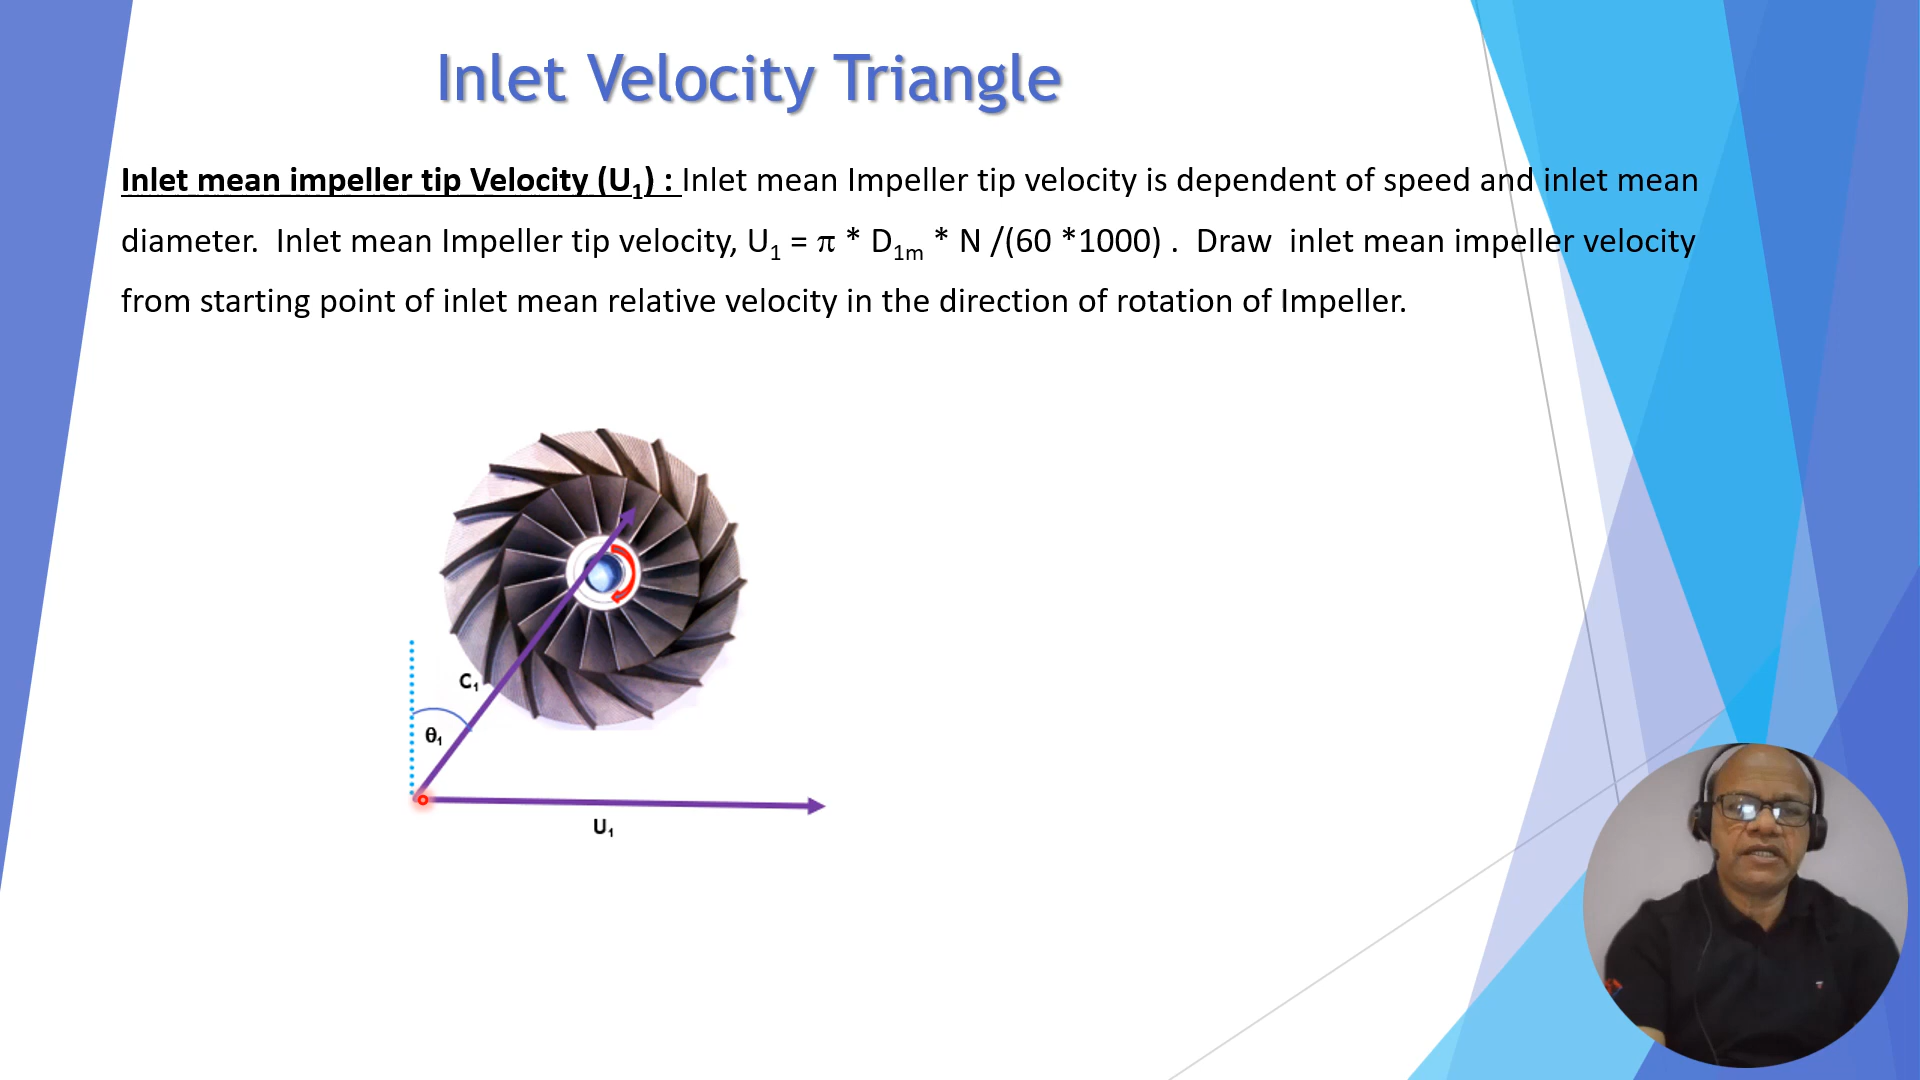 Inlet Velocity Triangle
Inlet mean impeller tip Velocity (U₁) : Inlet mean Impeller tip velocity is dependent of speed and inlet mean
diameter. Inlet mean Impeller tip velocity, U₁ = π * D₁ₘ * N /(60 *1000) . Draw inlet mean impeller velocity
from starting point of inlet mean relative velocity in the direction of rotation of Impeller.
C₁
θ₁
U₁